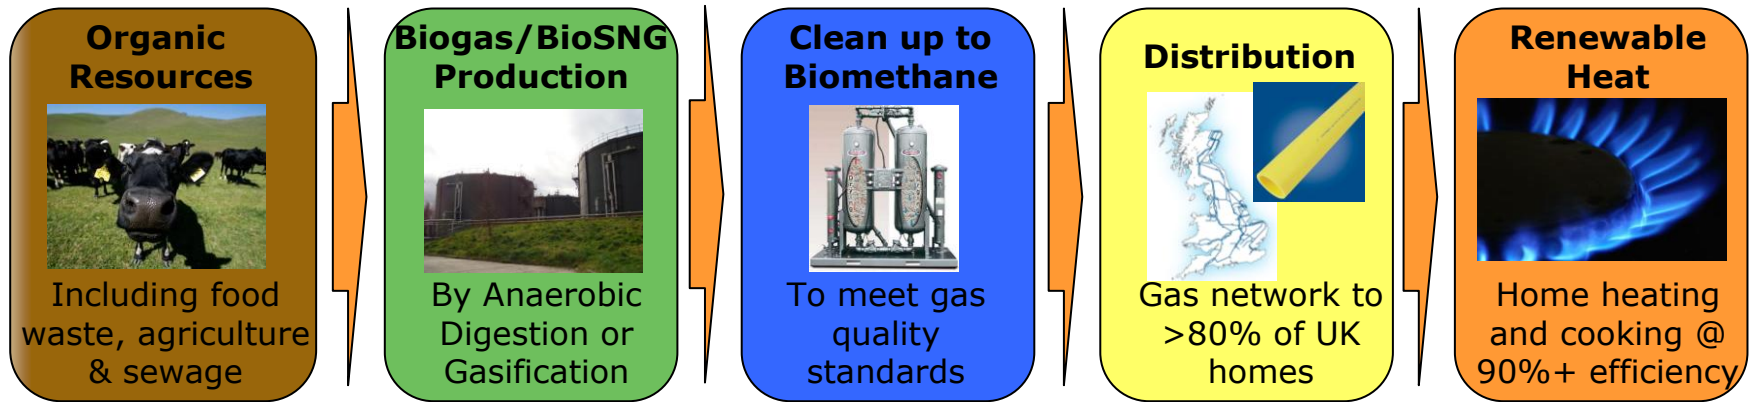 Organic
Resources
Including food
waste, agriculture
& sewage
Biogas/BioSNG
Production
By Anaerobic
Digestion or
Gasification
Clean up to
Biomethane
To meet gas
quality
standards
Distribution
Gas network to
>80% of UK
homes
Renewable
Heat
Home heating
and cooking @
90%+ efficiency